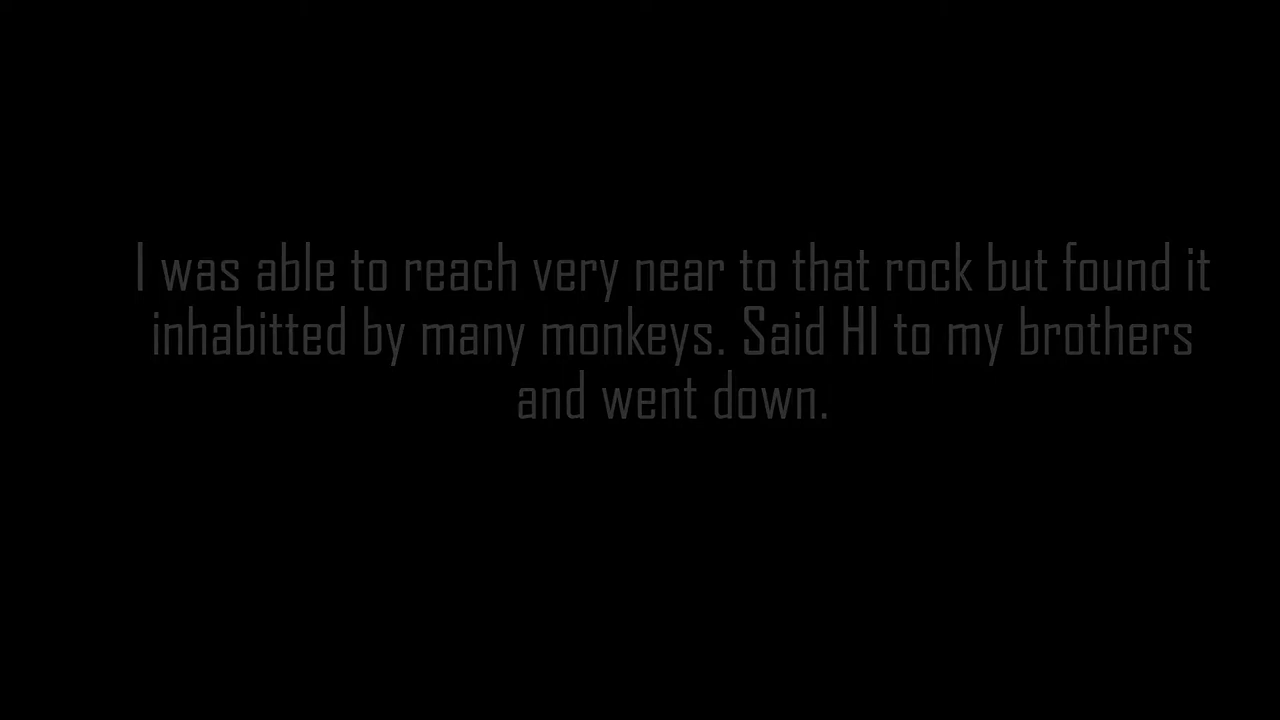 I was able to reach very near to that rock but found it
inhabitted by many monkeys. Said HI to my brothers
and went down.